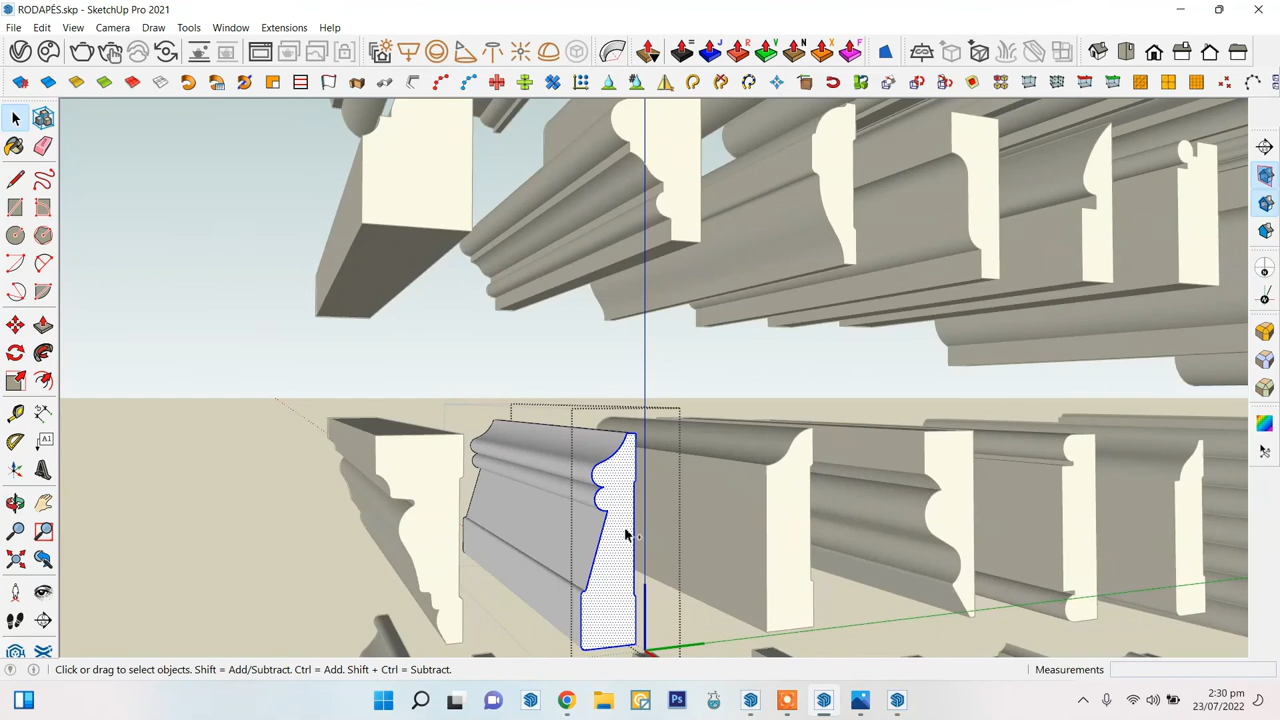 RODAPÉS.skp - SketchUp Pro 2021
File Edit View Camera Draw Tools Window Extensions Help
Click or drag to select objects. Shift = Add/Subtract. Ctrl = Add. Shift + Ctrl = Subtract.
Measurements
2:30 pm
23/07/2022